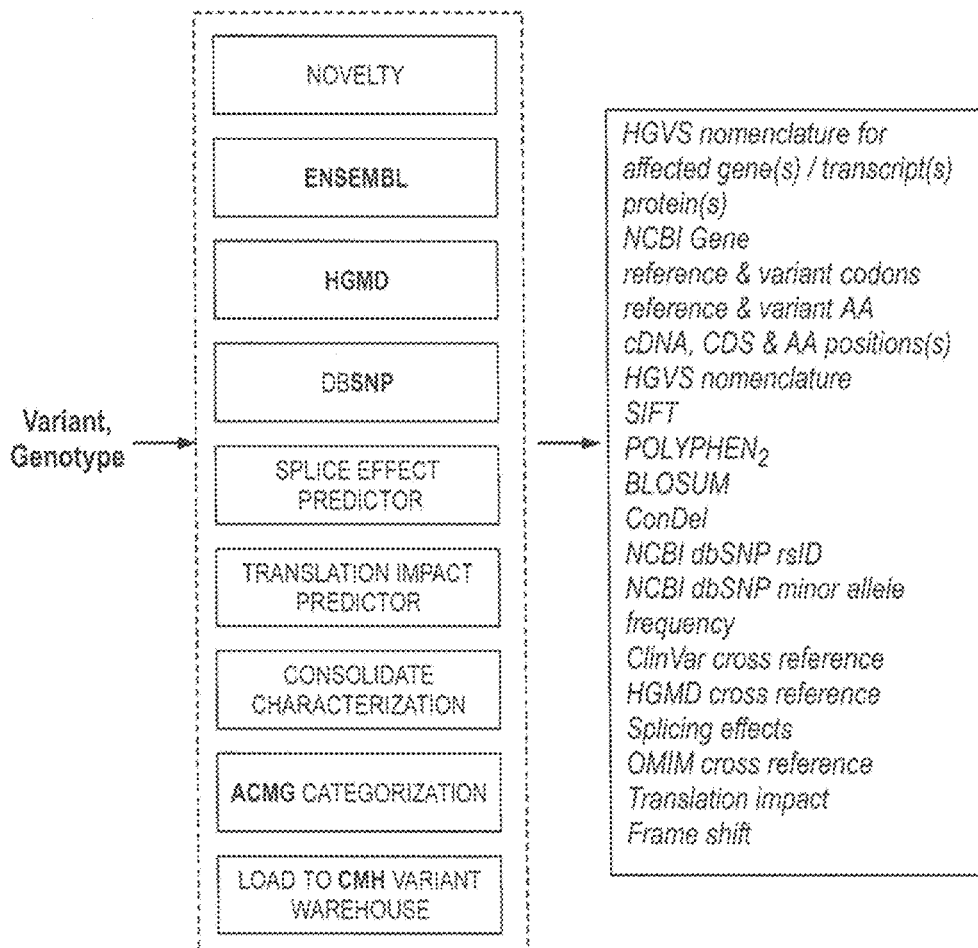 Variant,
Genotype
NOVELTY
ENSEMBL
HGMD
DBSNP
SPLICE EFFECT
PREDICTOR
TRANSLATION IMPACT
PREDICTOR
CONSOLIDATE
CHARACTERIZATION
ACMG CATEGORIZATION
LOAD TO CMH VARIANT
WAREHOUSE
HGVS nomenclature for
affected gene(s) / transcript(s)
protein(s)
NCBI Gene
reference & variant codons
reference & variant AA
cDNA, CDS & AA positions(s)
HGVS nomenclature
SIFT
POLYPHEN2
BLOSUM
ConDel
NCBI dbSNP rsID
NCBI dbSNP minor allele
frequency
ClinVar cross reference
HGMD cross reference
Splicing effects
OMIM cross reference
Translation impact
Frame shift